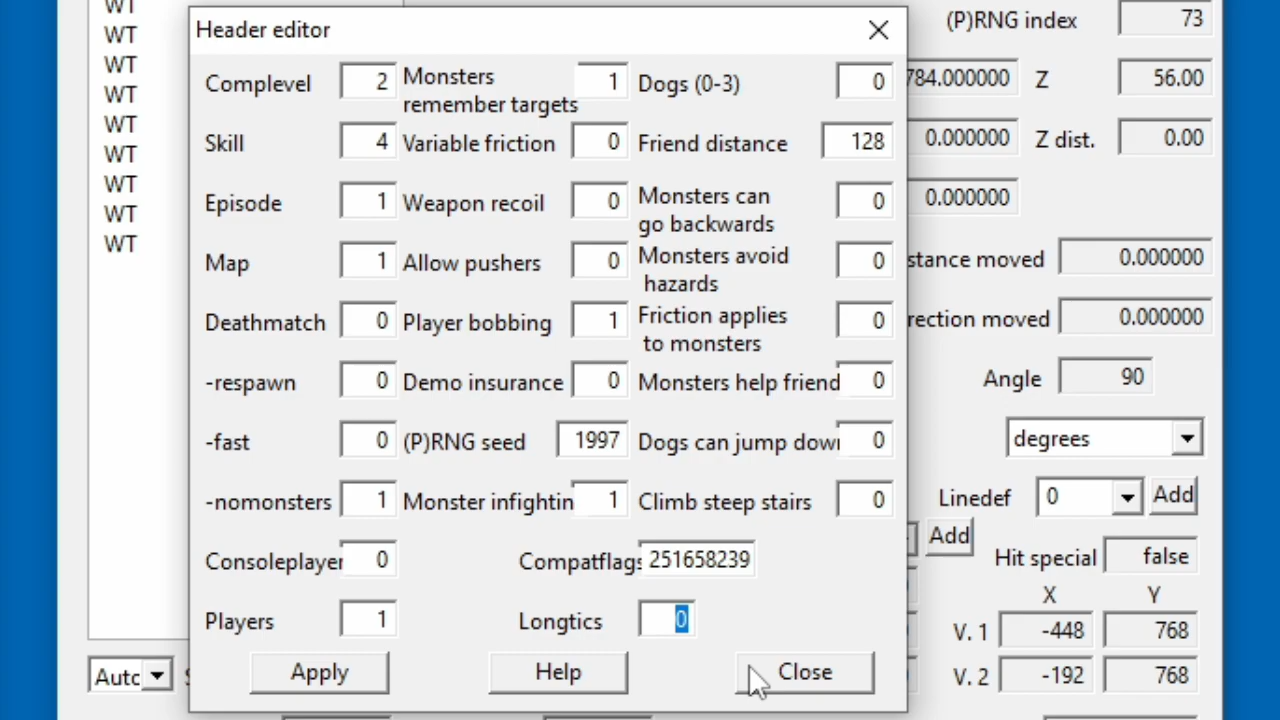 WT
WT
WT
WT
WT
WT
WT
WT
WT
Header editor
(P)RNG index 73
Complevel 2 Monsters remember targets 1 Dogs (0-3) 0
784.000000 Z 56.00
Skill 4 Variable friction 0 Friend distance 128
0.000000 Z dist. 0.00
Episode 1 Weapon recoil 0 Monsters can go backwards 0
0.000000
Map 1 Allow pushers 0 Monsters avoid hazards 0
stance moved 0.000000
Deathmatch 0 Player bobbing 1 Friction applies to monsters 0
rection moved 0.000000
-respawn 0 Demo insurance 0 Monsters help friend 0
Angle 90
-fast 0 (P)RNG seed 1997 Dogs can jump dow 0
degrees
-nomonsters 1 Monster infightin 1 Climb steep stairs 0
Linedef 0 Add
Add
Consoleplayer 0 Compatflags 251658239
Hit special false
X Y
Players 1 Longtics 0
V. 1 -448 768
Apply Help Close
V. 2 -192 768
Auto